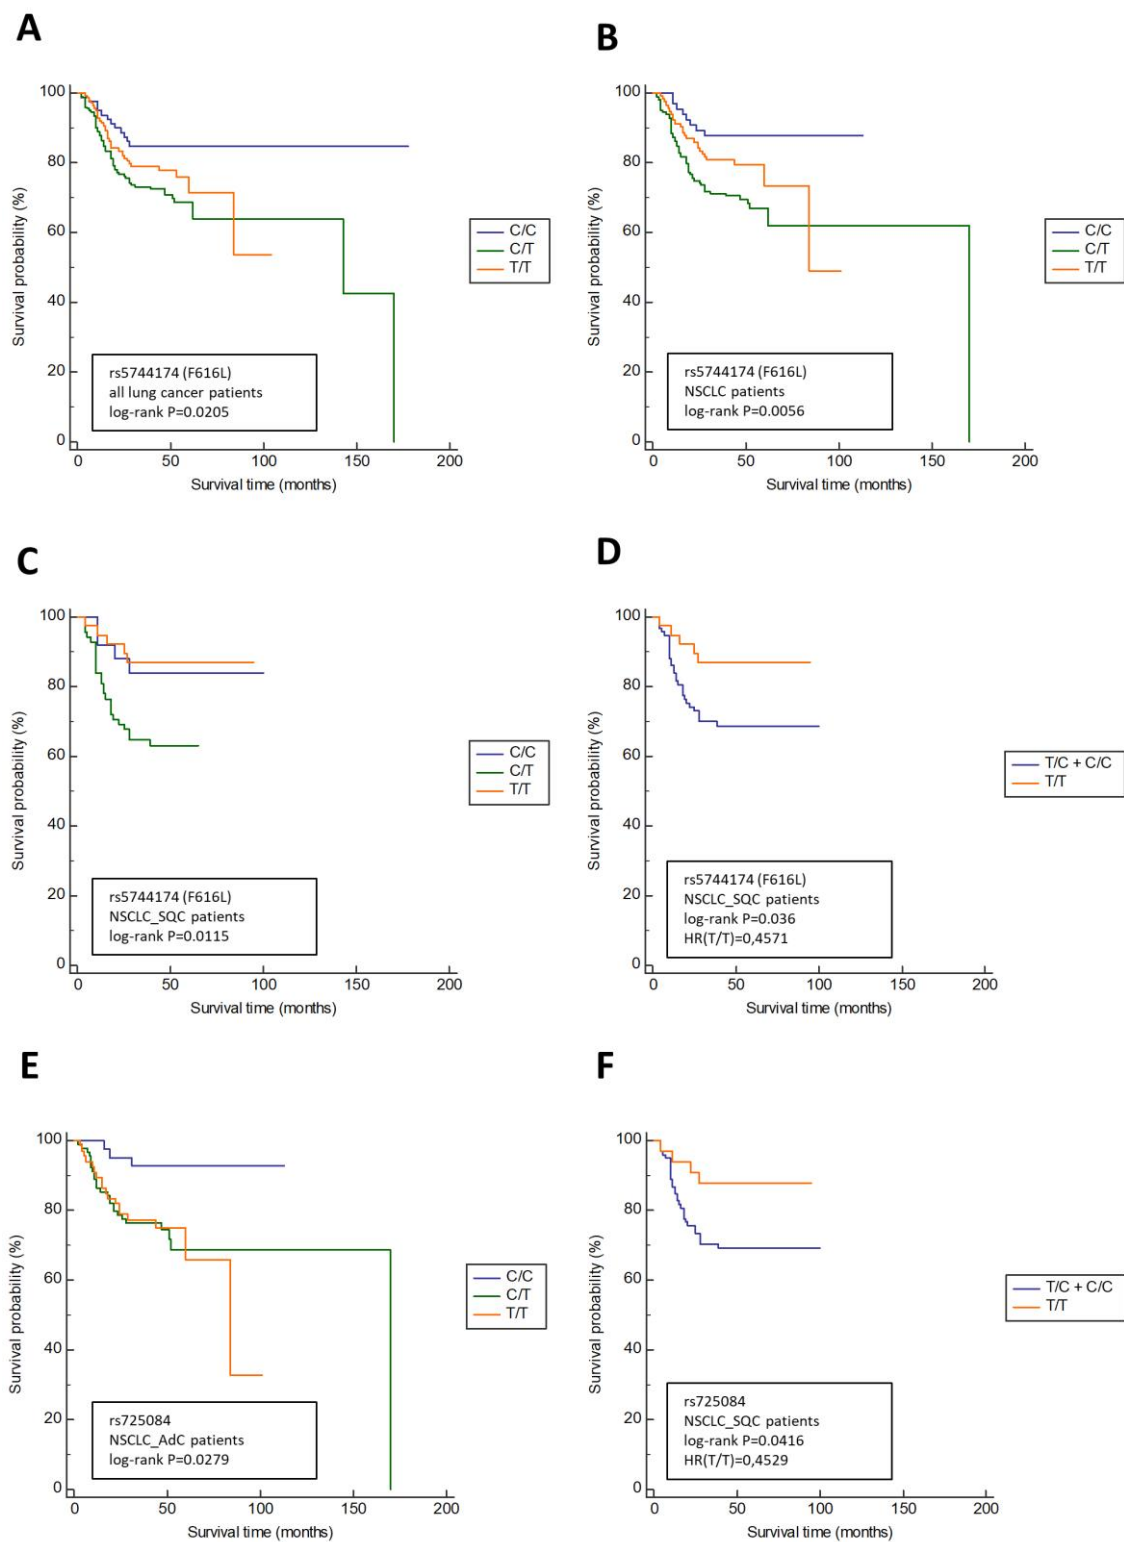 A
Survival probability (%)
100
80
60
40
20
0
0 50 100 150 200
Survival time (months)
C/C
C/T
T/T
rs5744174 (F616L)
all lung cancer patients
log-rank P=0.0205
B
Survival probability (%)
100
80
60
40
20
0
0 50 100 150 200
Survival time (months)
C/C
C/T
T/T
rs5744174 (F616L)
NSCLC patients
log-rank P=0.0056
C
Survival probability (%)
100
80
60
40
20
0
0 50 100 150 200
Survival time (months)
C/C
C/T
T/T
rs5744174 (F616L)
NSCLC_SQC patients
log-rank P=0.0115
D
Survival probability (%)
100
80
60
40
20
0
0 50 100 150 200
Survival time (months)
T/C + C/C
T/T
rs5744174 (F616L)
NSCLC_SQC patients
log-rank P=0.036
HR(T/T)=0,4571
E
Survival probability (%)
100
80
60
40
20
0
0 50 100 150 200
Survival time (months)
C/C
C/T
T/T
rs725084
NSCLC_AdC patients
log-rank P=0.0279
F
Survival probability (%)
100
80
60
40
20
0
0 50 100 150 200
Survival time (months)
T/C + C/C
T/T
rs725084
NSCLC_SQC patients
log-rank P=0.0416
HR(T/T)=0,4529